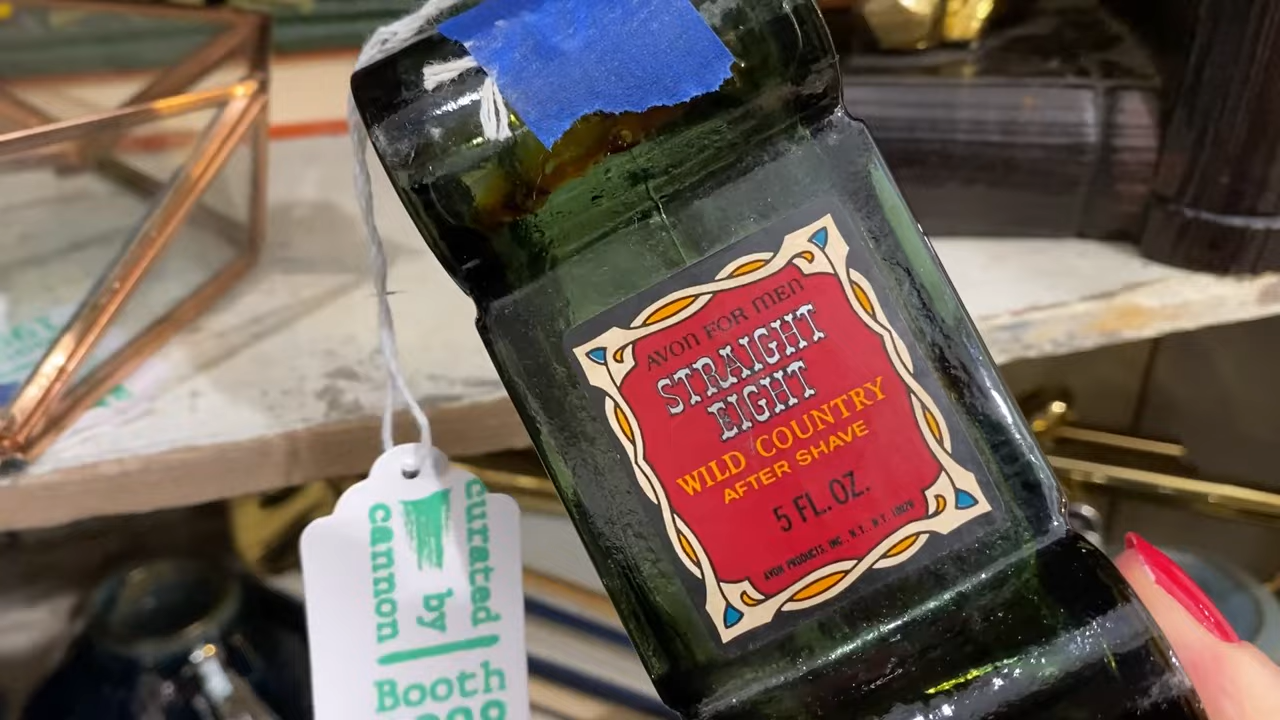 AVON FOR MEN
STRAIGHT
EIGHT
WILD COUNTRY
AFTER SHAVE
5 FL. OZ.
AVON PRODUCTS, INC., N.Y., N.Y. 10020
curated
by
cannon
Booth